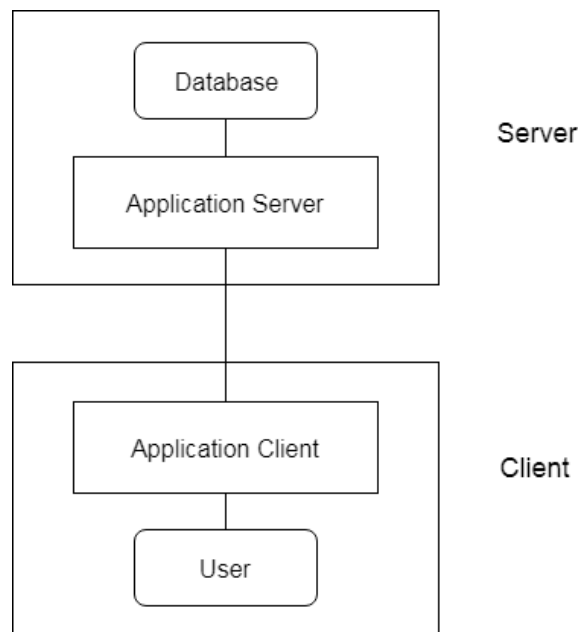 Database
Server
Application Server
Application Client
Client
User